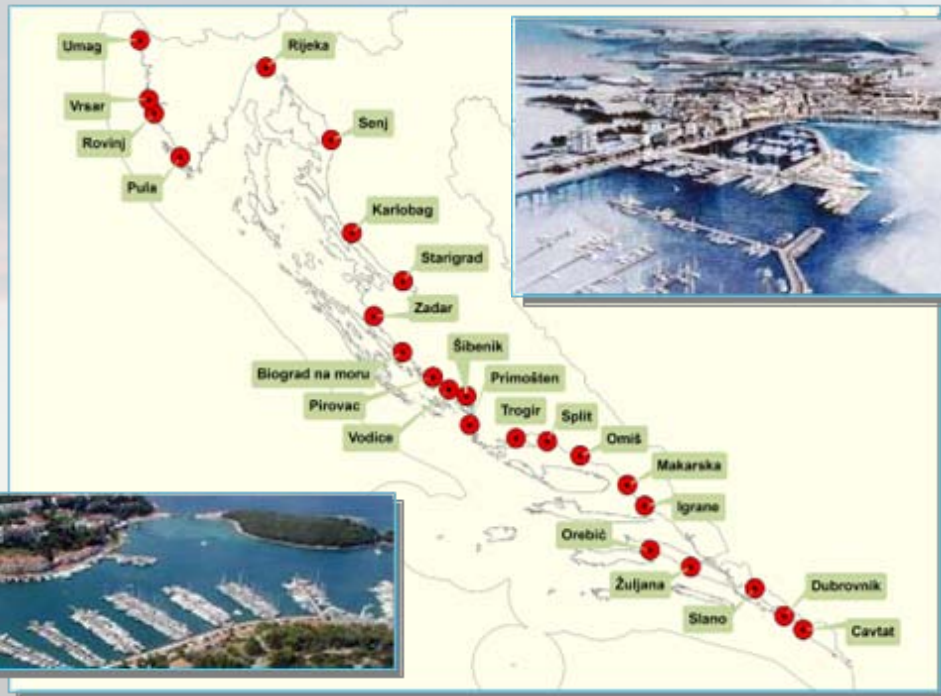 Umag
Rijeka
Vrsar
Rovinj
Senj
Pula
Karlobag
Starigrad
Zadar
Šibenik
Biograd na moru
Primošten
Pirovac
Trogir
Split
Vodice
Omiš
Makarska
Igrane
Orebič
Žuljana
Dubrovnik
Slano
Cavtat